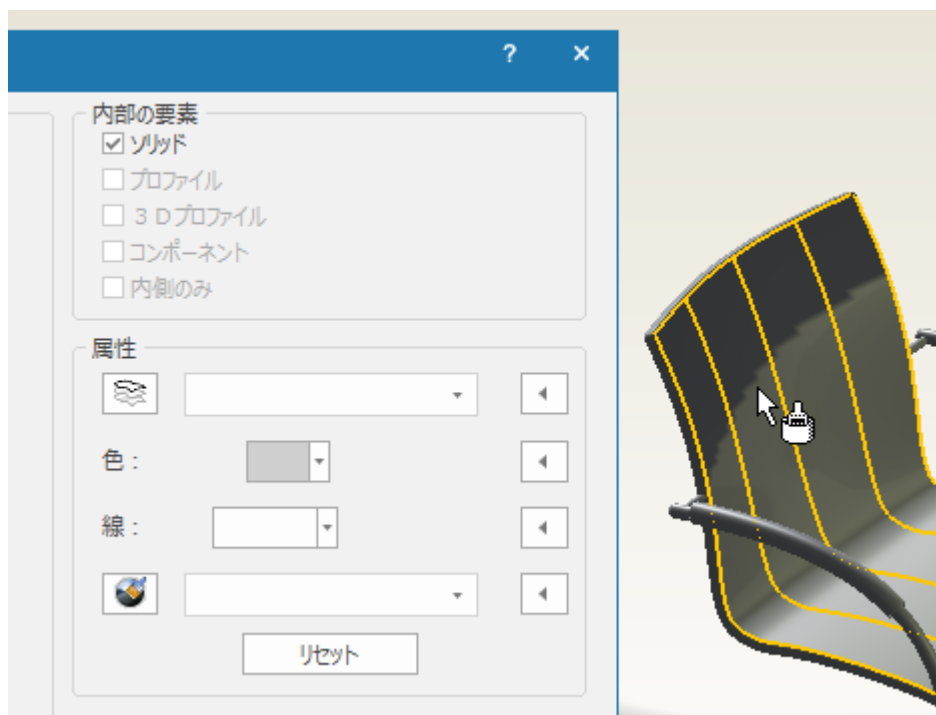 ?
内部の要素
ソリッド
プロファイル
３Ｄプロファイル
コンポーネント
内側のみ
属性
色：
線：
リセット